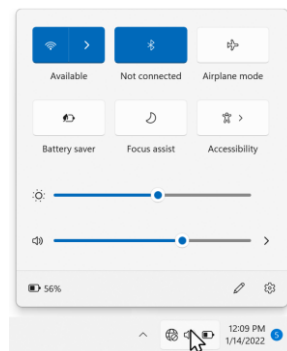 Available Not connected Airplane mode
Battery saver Focus assist Accessibility
56%
12:09 PM
1/14/2022 5